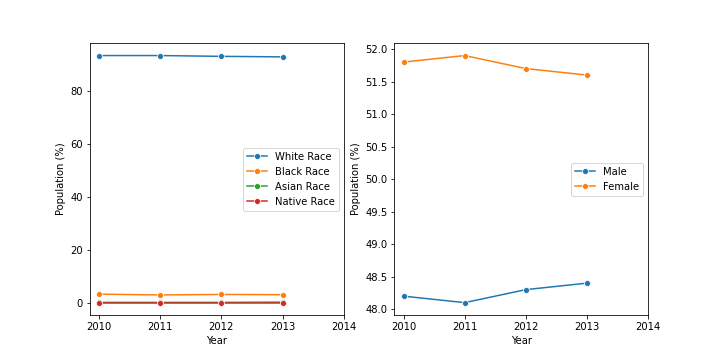 80
60
40
20
0
Population (%)
2010 2011 2012 2013 2014
Year
White Race
Black Race
Asian Race
Native Race
52.0
51.5
51.0
50.5
50.0
49.5
49.0
48.5
48.0
Population (%)
2010 2011 2012 2013 2014
Year
Male
Female